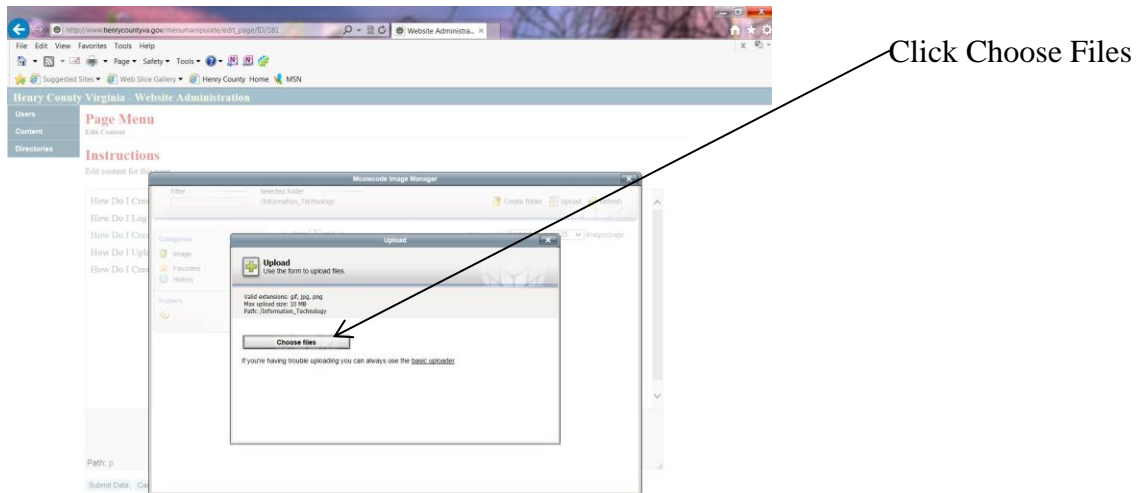 http://www.henrycountyva.gov/menumanipulate/edit_page/ID/161
Website Administra...
Click Choose Files
File Edit View Favorites Tools Help
Page Safety Tools
Suggested Sites Web Slice Gallery Henry County Home MSN
Henry County Virginia - Website Administration
Users
Content
Directories
Page Menu
Edit Content
Instructions
Edit content for this
Moxiecode Image Manager
Filter
Selected folder:
/Information_Technology
Create folder Upload Refresh
How Do I Crea
How Do I Log
How Do I Crea
How Do I Uplo
How Do I Crea
Categories
Image
Favorites
History
Folders
images/page
Upload
Upload
Use the form to upload files.
Valid extensions: gif, jpg, png
Max upload size: 10 MB
Path: /Information_Technology
Choose files
If you're having trouble uploading you can always use the basic uploader.
Path: p
Submit Data Ca